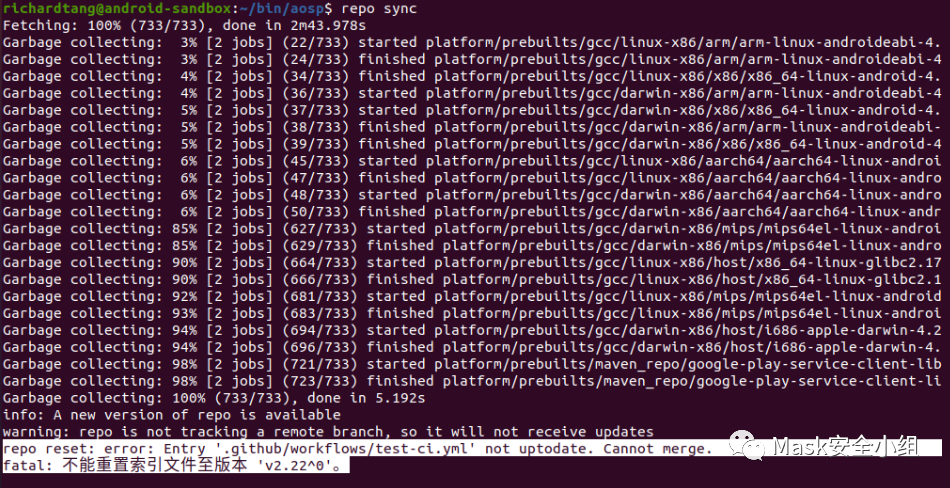 richardtang@android-sandbox:~/bin/aosp$ repo sync
Fetching: 100% (733/733), done in 2m43.978s
Garbage collecting:  3% [2 jobs] (22/733) started platform/prebuilts/gcc/linux-x86/arm/arm-linux-androideabi-4.
Garbage collecting:  3% [2 jobs] (24/733) finished platform/prebuilts/gcc/linux-x86/arm/arm-linux-androideabi-4
Garbage collecting:  4% [2 jobs] (34/733) started platform/prebuilts/gcc/linux-x86/x86/x86_64-linux-android-4.
Garbage collecting:  4% [2 jobs] (36/733) started platform/prebuilts/gcc/darwin-x86/arm/arm-linux-androideabi-4
Garbage collecting:  5% [2 jobs] (37/733) started platform/prebuilts/gcc/darwin-x86/x86/x86_64-linux-android-4.
Garbage collecting:  5% [2 jobs] (38/733) finished platform/prebuilts/gcc/darwin-x86/arm/arm-linux-androideabi-
Garbage collecting:  5% [2 jobs] (39/733) finished platform/prebuilts/gcc/darwin-x86/x86/x86_64-linux-android-4
Garbage collecting:  6% [2 jobs] (45/733) started platform/prebuilts/gcc/linux-x86/aarch64/aarch64-linux-androi
Garbage collecting:  6% [2 jobs] (47/733) finished platform/prebuilts/gcc/linux-x86/aarch64/aarch64-linux-andro
Garbage collecting:  6% [2 jobs] (48/733) started platform/prebuilts/gcc/darwin-x86/aarch64/aarch64-linux-andro
Garbage collecting:  6% [2 jobs] (50/733) finished platform/prebuilts/gcc/darwin-x86/aarch64/aarch64-linux-andr
Garbage collecting: 85% [2 jobs] (627/733) started platform/prebuilts/gcc/darwin-x86/mips/mips64el-linux-androi
Garbage collecting: 85% [2 jobs] (629/733) finished platform/prebuilts/gcc/darwin-x86/mips/mips64el-linux-andro
Garbage collecting: 90% [2 jobs] (664/733) started platform/prebuilts/gcc/linux-x86/host/x86_64-linux-glibc2.17
Garbage collecting: 90% [2 jobs] (666/733) finished platform/prebuilts/gcc/linux-x86/host/x86_64-linux-glibc2.1
Garbage collecting: 92% [2 jobs] (681/733) started platform/prebuilts/gcc/linux-x86/mips/mips64el-linux-android
Garbage collecting: 93% [2 jobs] (683/733) finished platform/prebuilts/gcc/linux-x86/mips/mips64el-linux-androi
Garbage collecting: 94% [2 jobs] (694/733) started platform/prebuilts/gcc/darwin-x86/host/i686-apple-darwin-4.2
Garbage collecting: 94% [2 jobs] (696/733) finished platform/prebuilts/gcc/darwin-x86/host/i686-apple-darwin-4.
Garbage collecting: 98% [2 jobs] (721/733) started platform/prebuilts/maven_repo/google-play-service-client-lib
Garbage collecting: 98% [2 jobs] (723/733) finished platform/prebuilts/maven_repo/google-play-service-client-li
Garbage collecting: 100% (733/733), done in 5.192s
info: A new version of repo is available
warning: repo is not tracking a remote branch, so it will not receive updates
repo reset: error: Entry '.github/workflows/test-ci.yml' not uptodate. Cannot merge.
fatal: 不能重置索引文件至版本 'v2.22^0'。
Mask安全小组